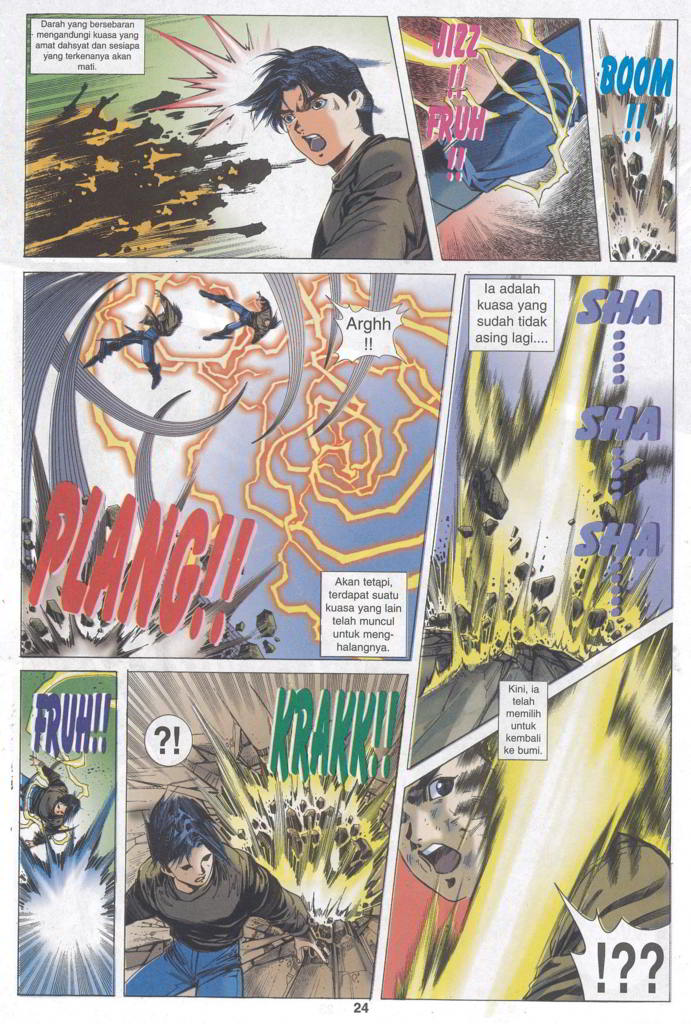 Darah yang bersebaran
mengandungi kuasa yang
amat dahsyat dan sesiapa
yang terkenanya akan
mati.
JIZZ
!!
FRUH
!!
BOOM
!!
Arghh
!!
PLANG!!
Akan tetapi,
terdapat suatu
kuasa yang lain
telah muncul
untuk meng-
halangnya.
Ia adalah
kuasa yang
sudah tidak
asing lagi....
SHA
SHA
SHA
FRUH!!
?!
KRAKK!!
Kini, ia
telah
memilih
untuk
kembali
ke bumi.
!??
24